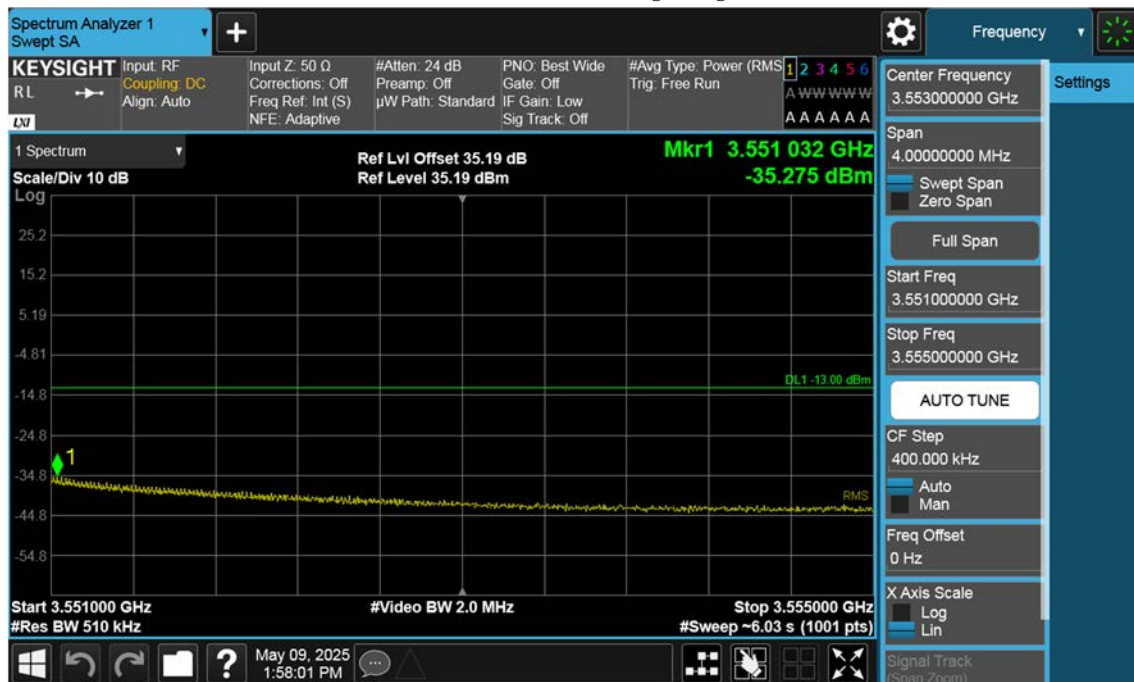 Spectrum Analyzer 1
Swept SA
Frequency
KEYSIGHT
RL
LXI
Input: RF
Coupling: DC
Align: Auto
Input Z: 50 Ω
Corrections: Off
Freq Ref: Int (S)
NFE: Adaptive
#Atten: 24 dB
Preamp: Off
µW Path: Standard
PNO: Best Wide
Gate: Off
IF Gain: Low
Sig Track: Off
#Avg Type: Power (RMS
Trig: Free Run
1 2 3 4 5 6
A W W W W W
A A A A A A
1 Spectrum
Scale/Div 10 dB
Ref Lvl Offset 35.19 dB
Ref Level 35.19 dBm
Mkr1 3.551 032 GHz
-35.275 dBm
Log
25.2
15.2
5.19
-4.81
-14.8
-24.8
-34.8
-44.8
-54.8
DL1 -13.00 dBm
1
RMS
Start 3.551000 GHz
#Res BW 510 kHz
#Video BW 2.0 MHz
Stop 3.555000 GHz
#Sweep ~6.03 s (1001 pts)
?
May 09, 2025
1:58:01 PM
Center Frequency
3.553000000 GHz
Span
4.00000000 MHz
Swept Span
Zero Span
Full Span
Start Freq
3.551000000 GHz
Stop Freq
3.555000000 GHz
AUTO TUNE
CF Step
400.000 kHz
Auto
Man
Freq Offset
0 Hz
X Axis Scale
Log
Lin
Signal Track
(Span Zoom)
Settings